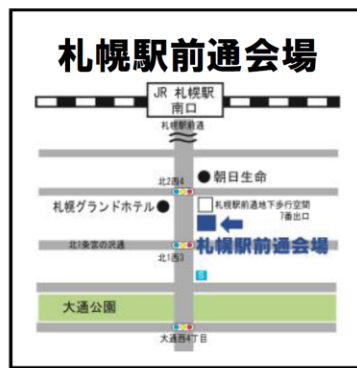 札幌駅前通会場
JR 札幌駅
南口
札幌駅前通
北2西4
朝日生命
札幌グランドホテル
札幌駅前通地下歩行空間
7番出口
札幌駅前通会場
北1条宮の沢通
北1西3
大通公園
大通西4丁目